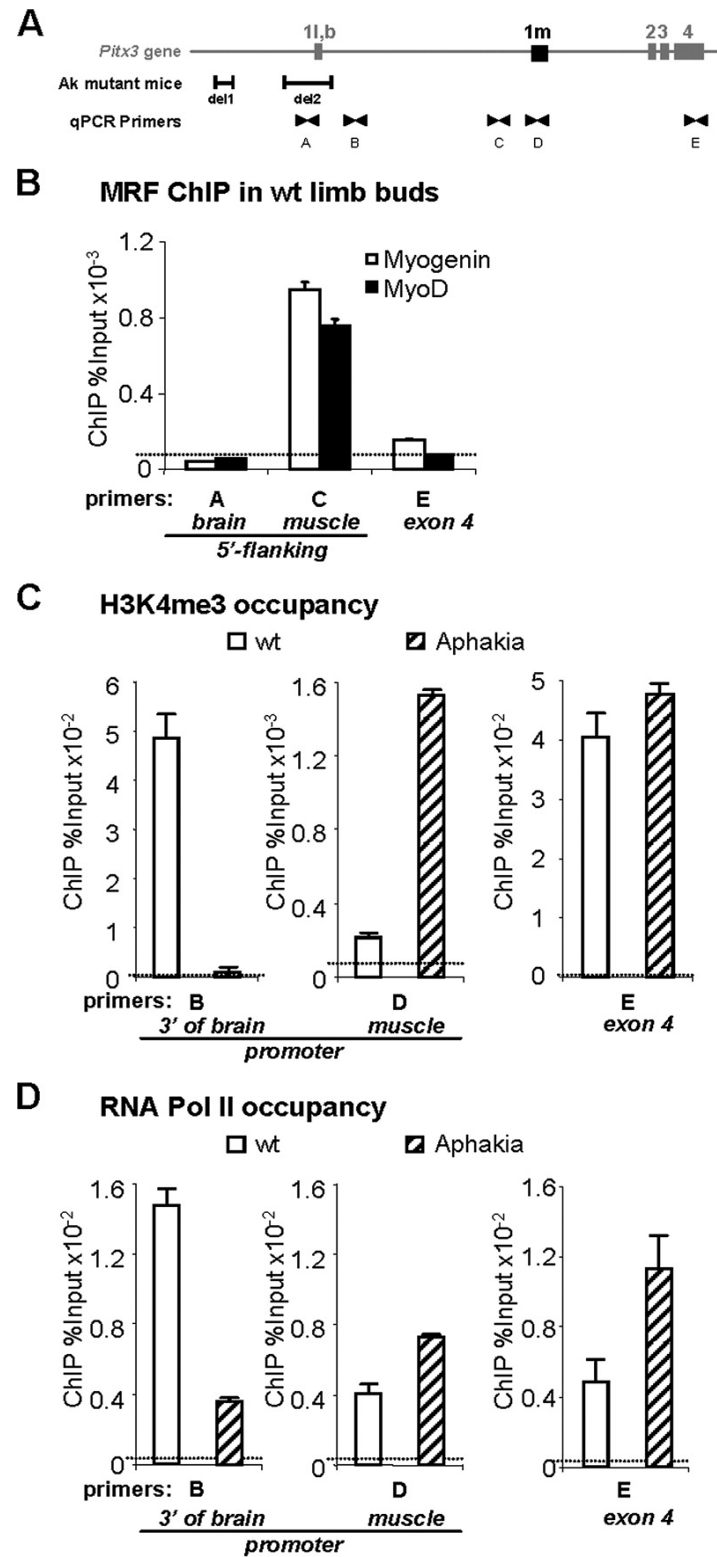 A
1l,b 1m 2 3 4
Pitx3 gene
Ak mutant mice
del1 del2
qPCR Primers
A B C D E
B MRF ChIP in wt limb buds
ChIP %Input x10-3
1.2
0.8
0.4
0
Myogenin
MyoD
primers: A C E
brain muscle exon 4
5'-flanking
C H3K4me3 occupancy
wt Aphakia
ChIP %Input x10-2
6
5
4
3
2
1
0
ChIP %Input x10-3
1.6
1.2
0.8
0.4
0
ChIP %Input x10-2
5
4
3
2
1
0
primers: B D E
3' of brain muscle exon 4
promoter
D RNA Pol II occupancy
wt Aphakia
ChIP %Input x10-2
1.6
1.2
0.8
0.4
0
ChIP %Input x10-2
1.6
1.2
0.8
0.4
0
ChIP %Input x10-2
1.6
1.2
0.8
0.4
0
primers: B D E
3' of brain muscle exon 4
promoter